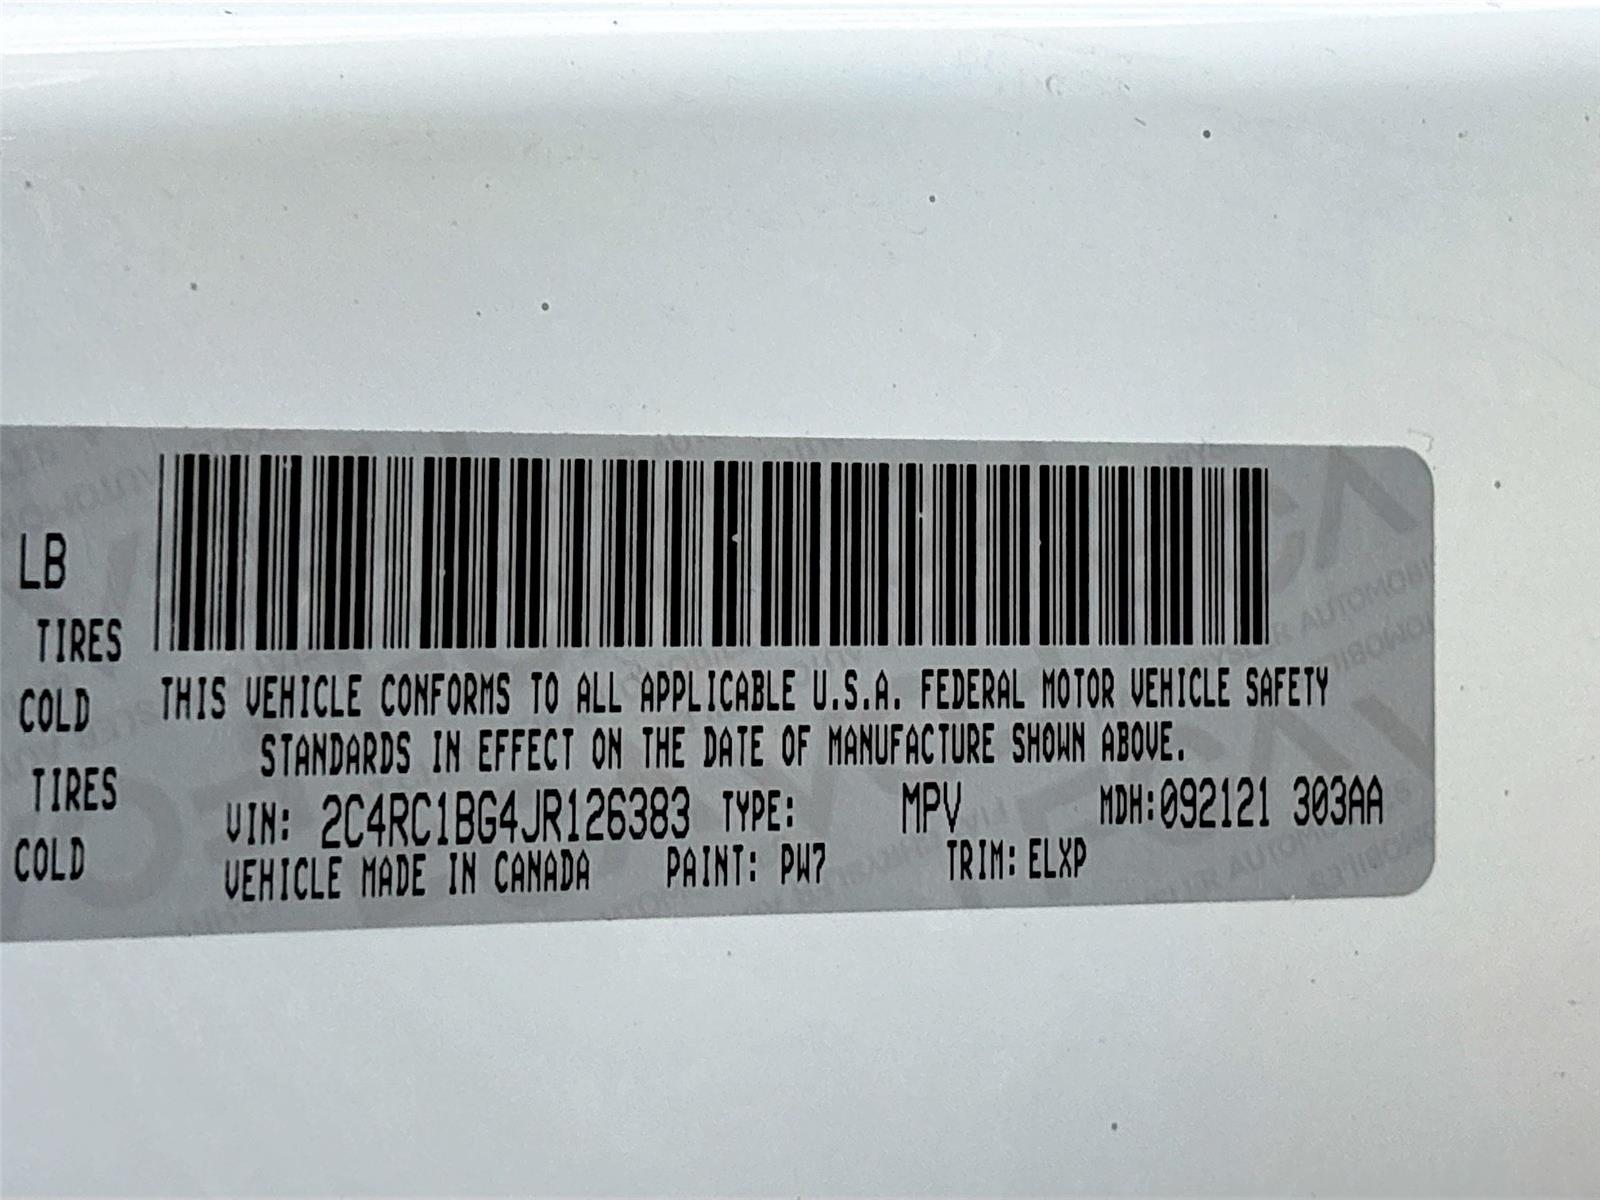 LB
TIRES
COLD
TIRES
COLD
THIS VEHICLE CONFORMS TO ALL APPLICABLE U.S.A. FEDERAL MOTOR VEHICLE SAFETY
STANDARDS IN EFFECT ON THE DATE OF MANUFACTURE SHOWN ABOVE.
VIN: 2C4RC1BG4JR126383 TYPE: MPV MDH:092121 303AA
VEHICLE MADE IN CANADA PAINT: PW7 TRIM: ELXP